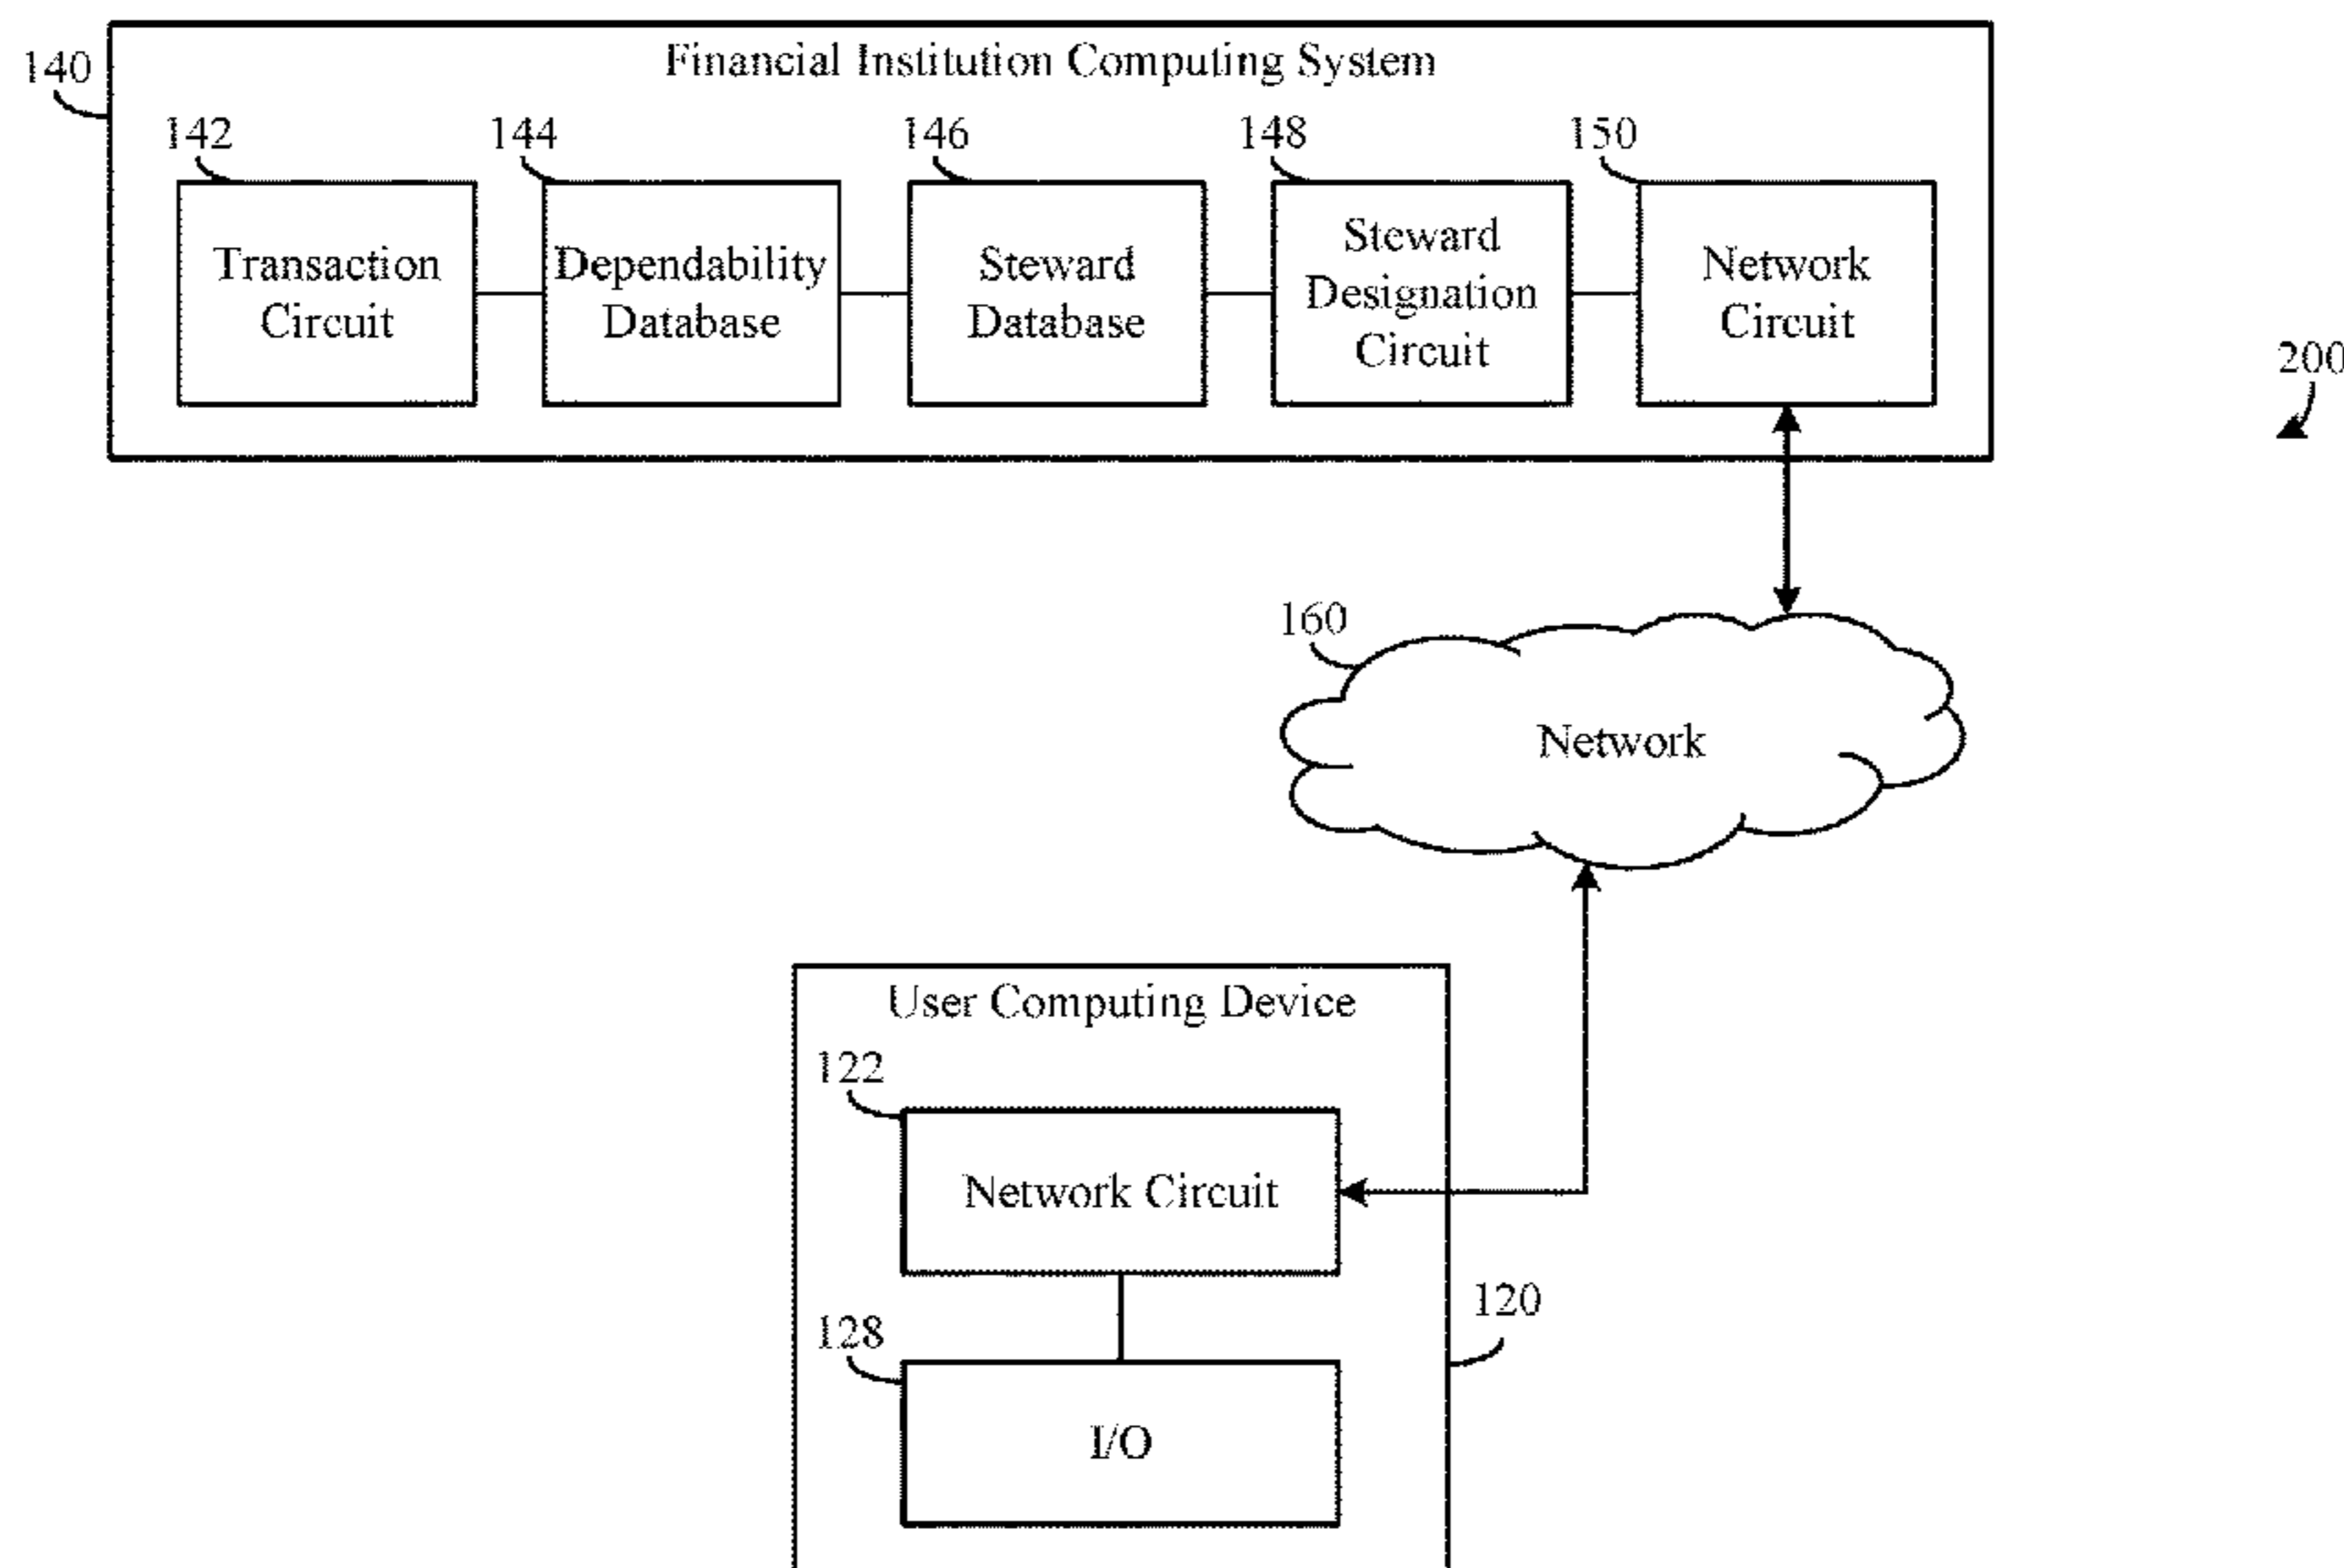 Financial Institution Computing System
140
142
144
146
148
150
Transaction
Circuit
Dependability
Database
Steward
Database
Steward
Designation
Circuit
Network
Circuit
200
160
Network
User Computing Device
122
Network Circuit
120
128
I/O